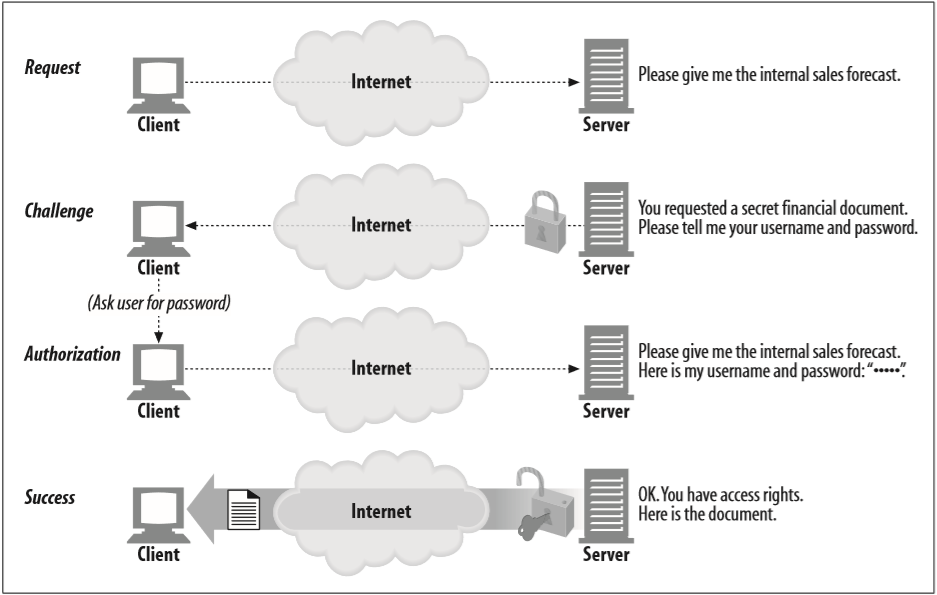 Request
Internet
Please give me the internal sales forecast.
Client
Server
Challenge
Internet
You requested a secret financial document.
Please tell me your username and password.
Client
Server
(Ask user for password)
Authorization
Internet
Please give me the internal sales forecast.
Here is my username and password: “•••••”.
Client
Server
Success
Internet
OK. You have access rights.
Here is the document.
Client
Server